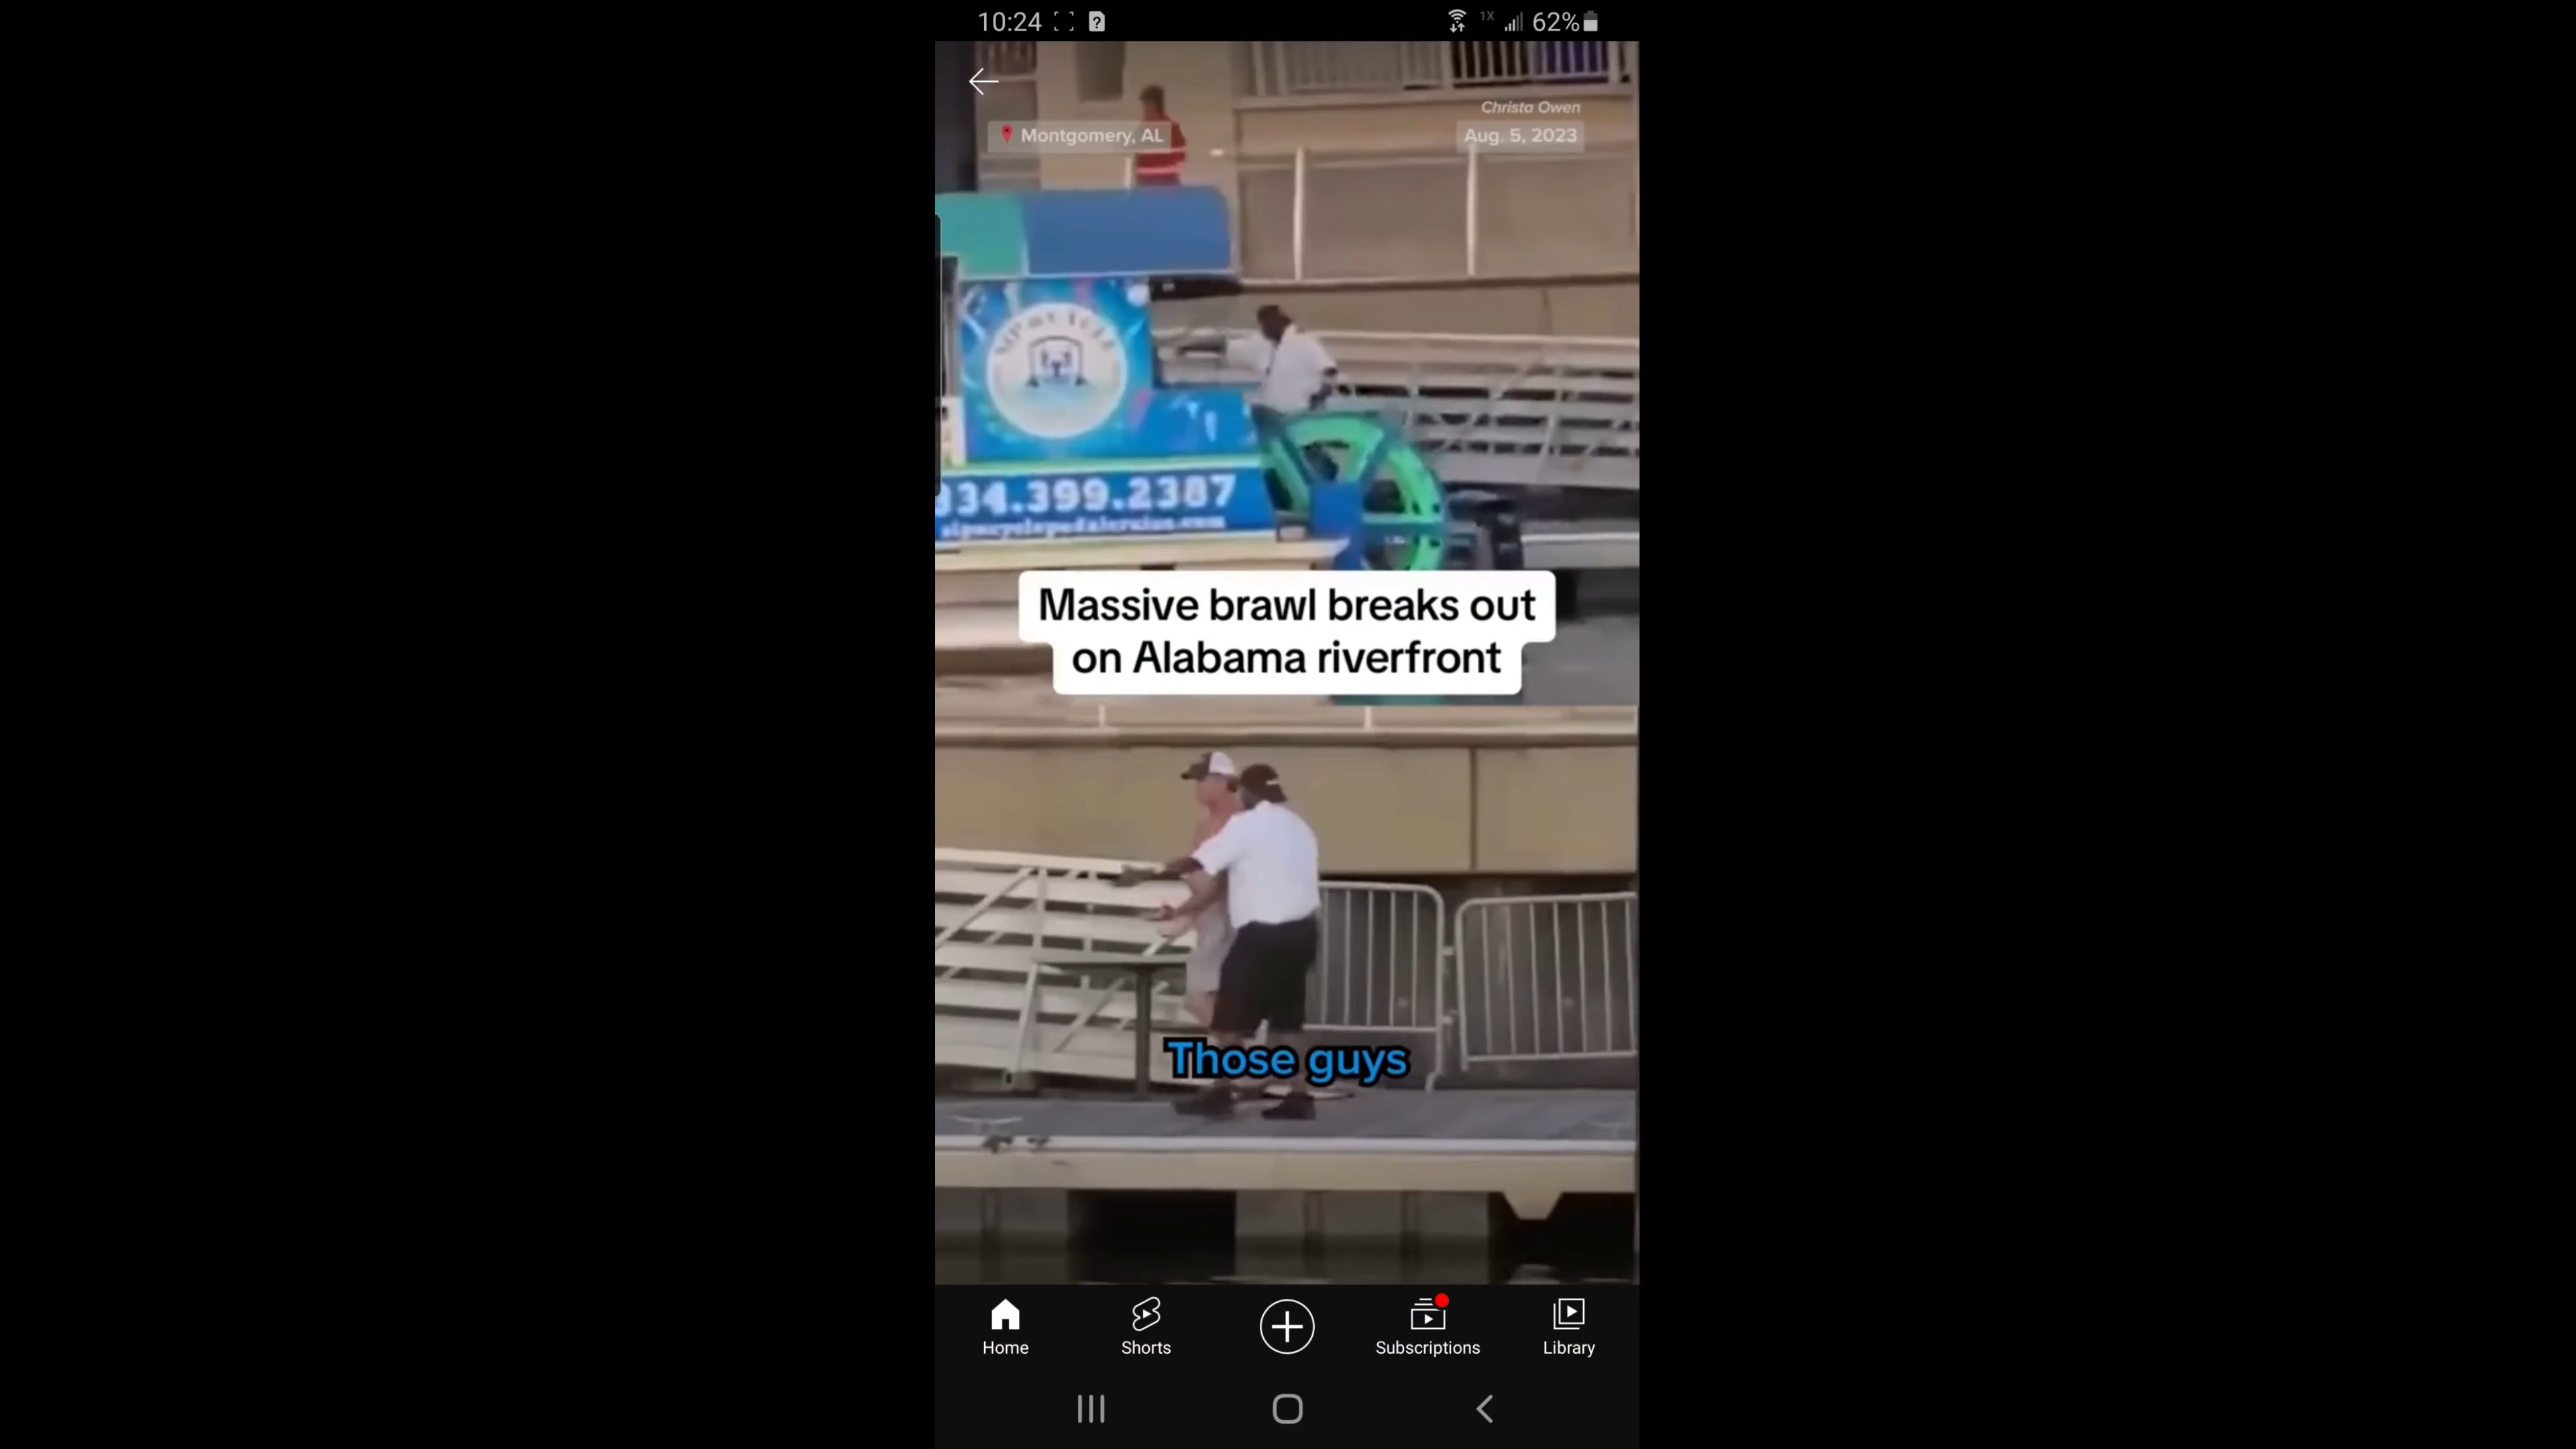 10:24
1X
62%
Christa Owen
Montgomery, AL
Aug. 5, 2023
34.399.2387
Massive brawl breaks out
on Alabama riverfront
Those guys
Home
Shorts
Subscriptions
Library